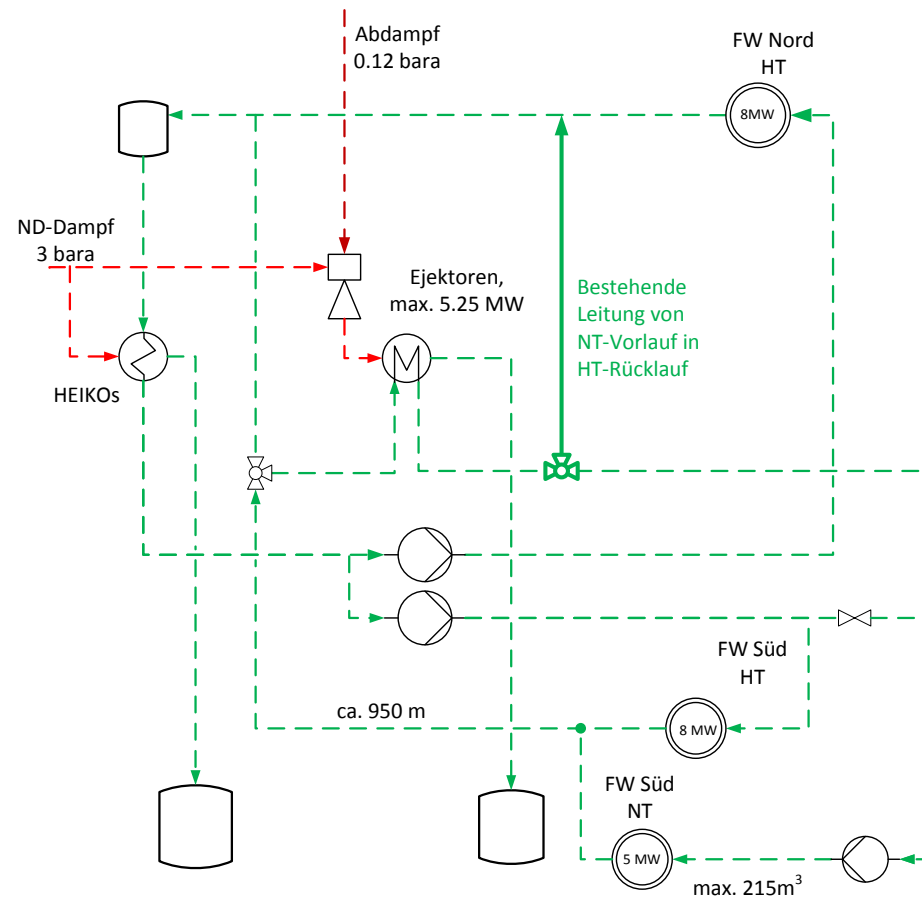 Abdampf
0.12 bara
FW Nord
HT
8MW
ND-Dampf
3 bara
Ejektoren,
max. 5.25 MW
Bestehende
Leitung von
NT-Vorlauf in
HT-Rücklauf
HEIKOs
FW Süd
HT
ca. 950 m
8 MW
FW Süd
NT
5 MW
max. 215m³